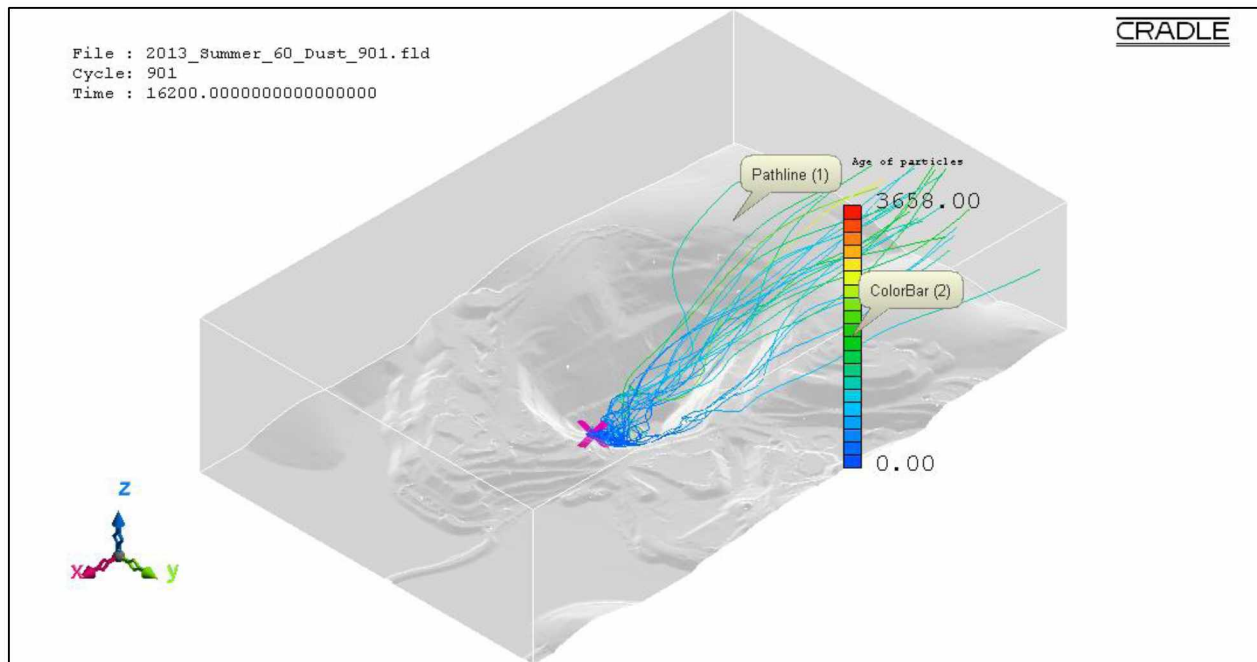 CRADLE
File : 2013_Summer_60_Dust_901.fld
Cycle: 901
Time : 16200.0000000000000000
Age of particles
Pathline (1)
3658.00
ColorBar (2)
0.00
z
x
y